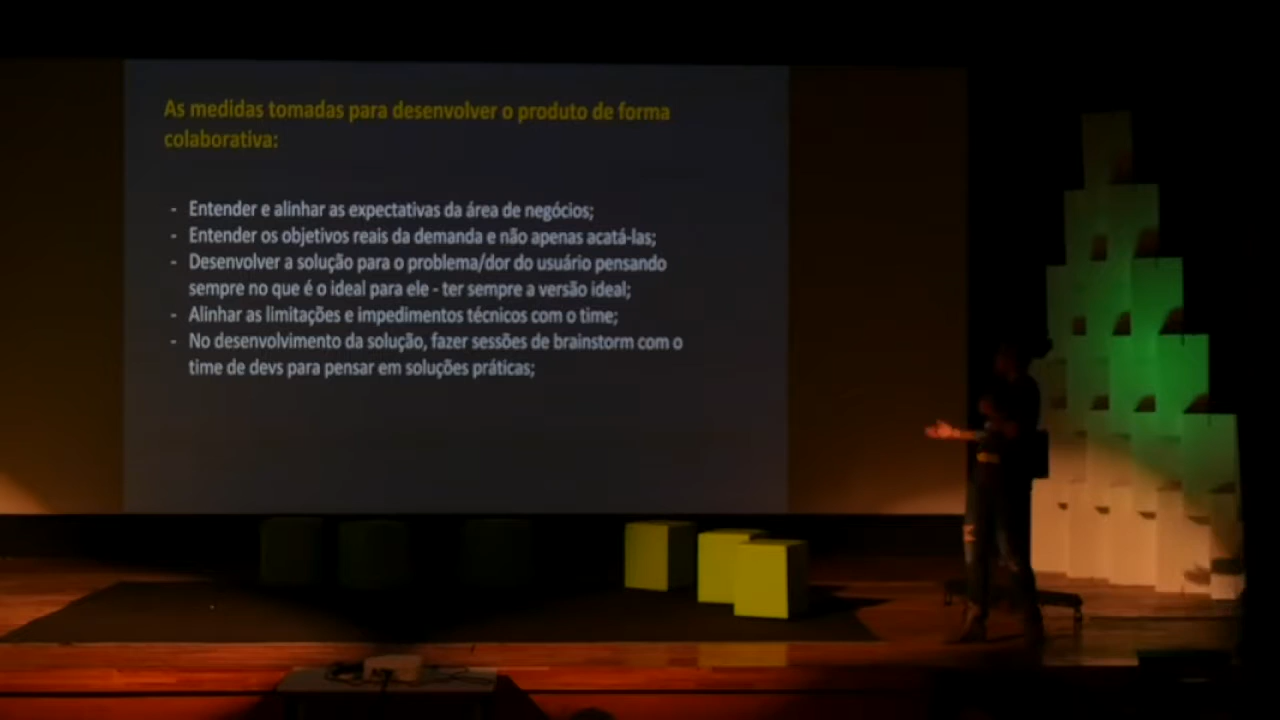 As medidas tomadas para desenvolver o produto de forma
colaborativa:
- Entender e alinhar as expectativas da área de negócios;
- Entender os objetivos reais da demanda e não apenas acatá-las;
- Desenvolver a solução para o problema/dor do usuário pensando
sempre no que é o ideal para ele - ter sempre a versão ideal;
- Alinhar as limitações e impedimentos técnicos com o time;
- No desenvolvimento da solução, fazer sessões de brainstorm com o
time de devs para pensar em soluções práticas;